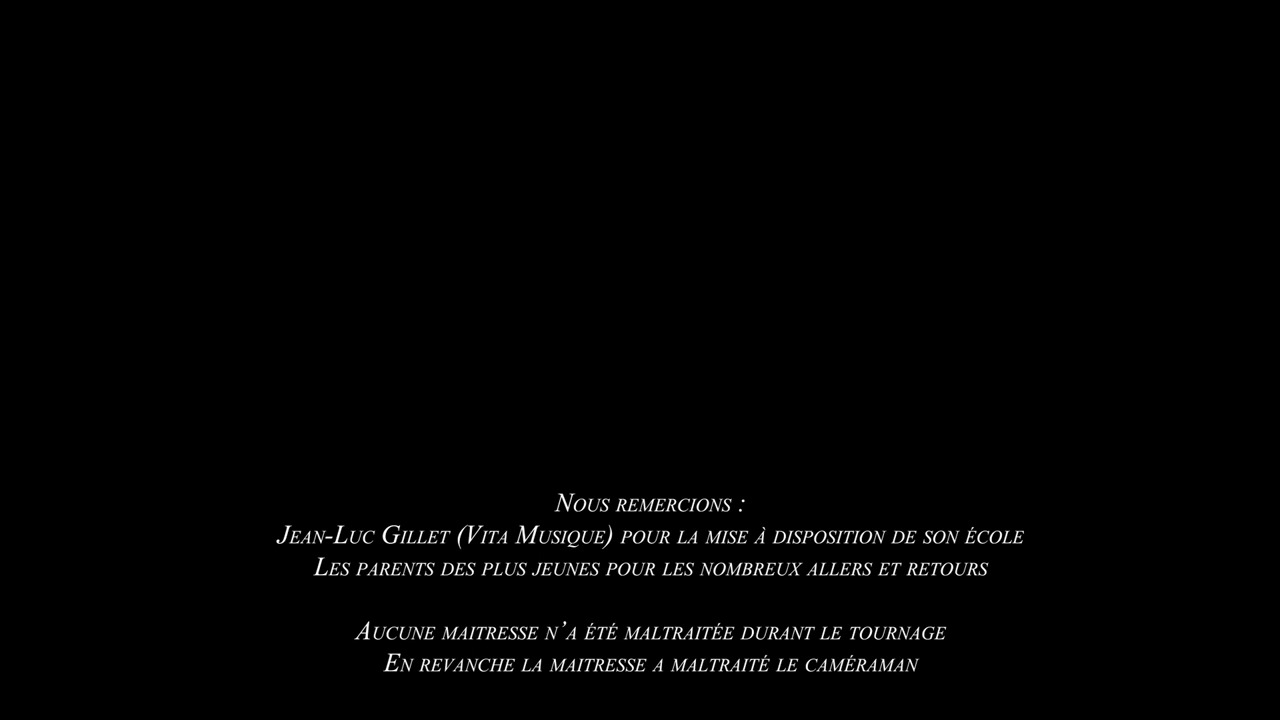 Nous remercions :
Jean-Luc Gillet (Vita Musique) pour la mise à disposition de son école
Les parents des plus jeunes pour les nombreux allers et retours
Aucune maitresse n’a été maltraitée durant le tournage
En revanche la maitresse a maltraité le caméraman